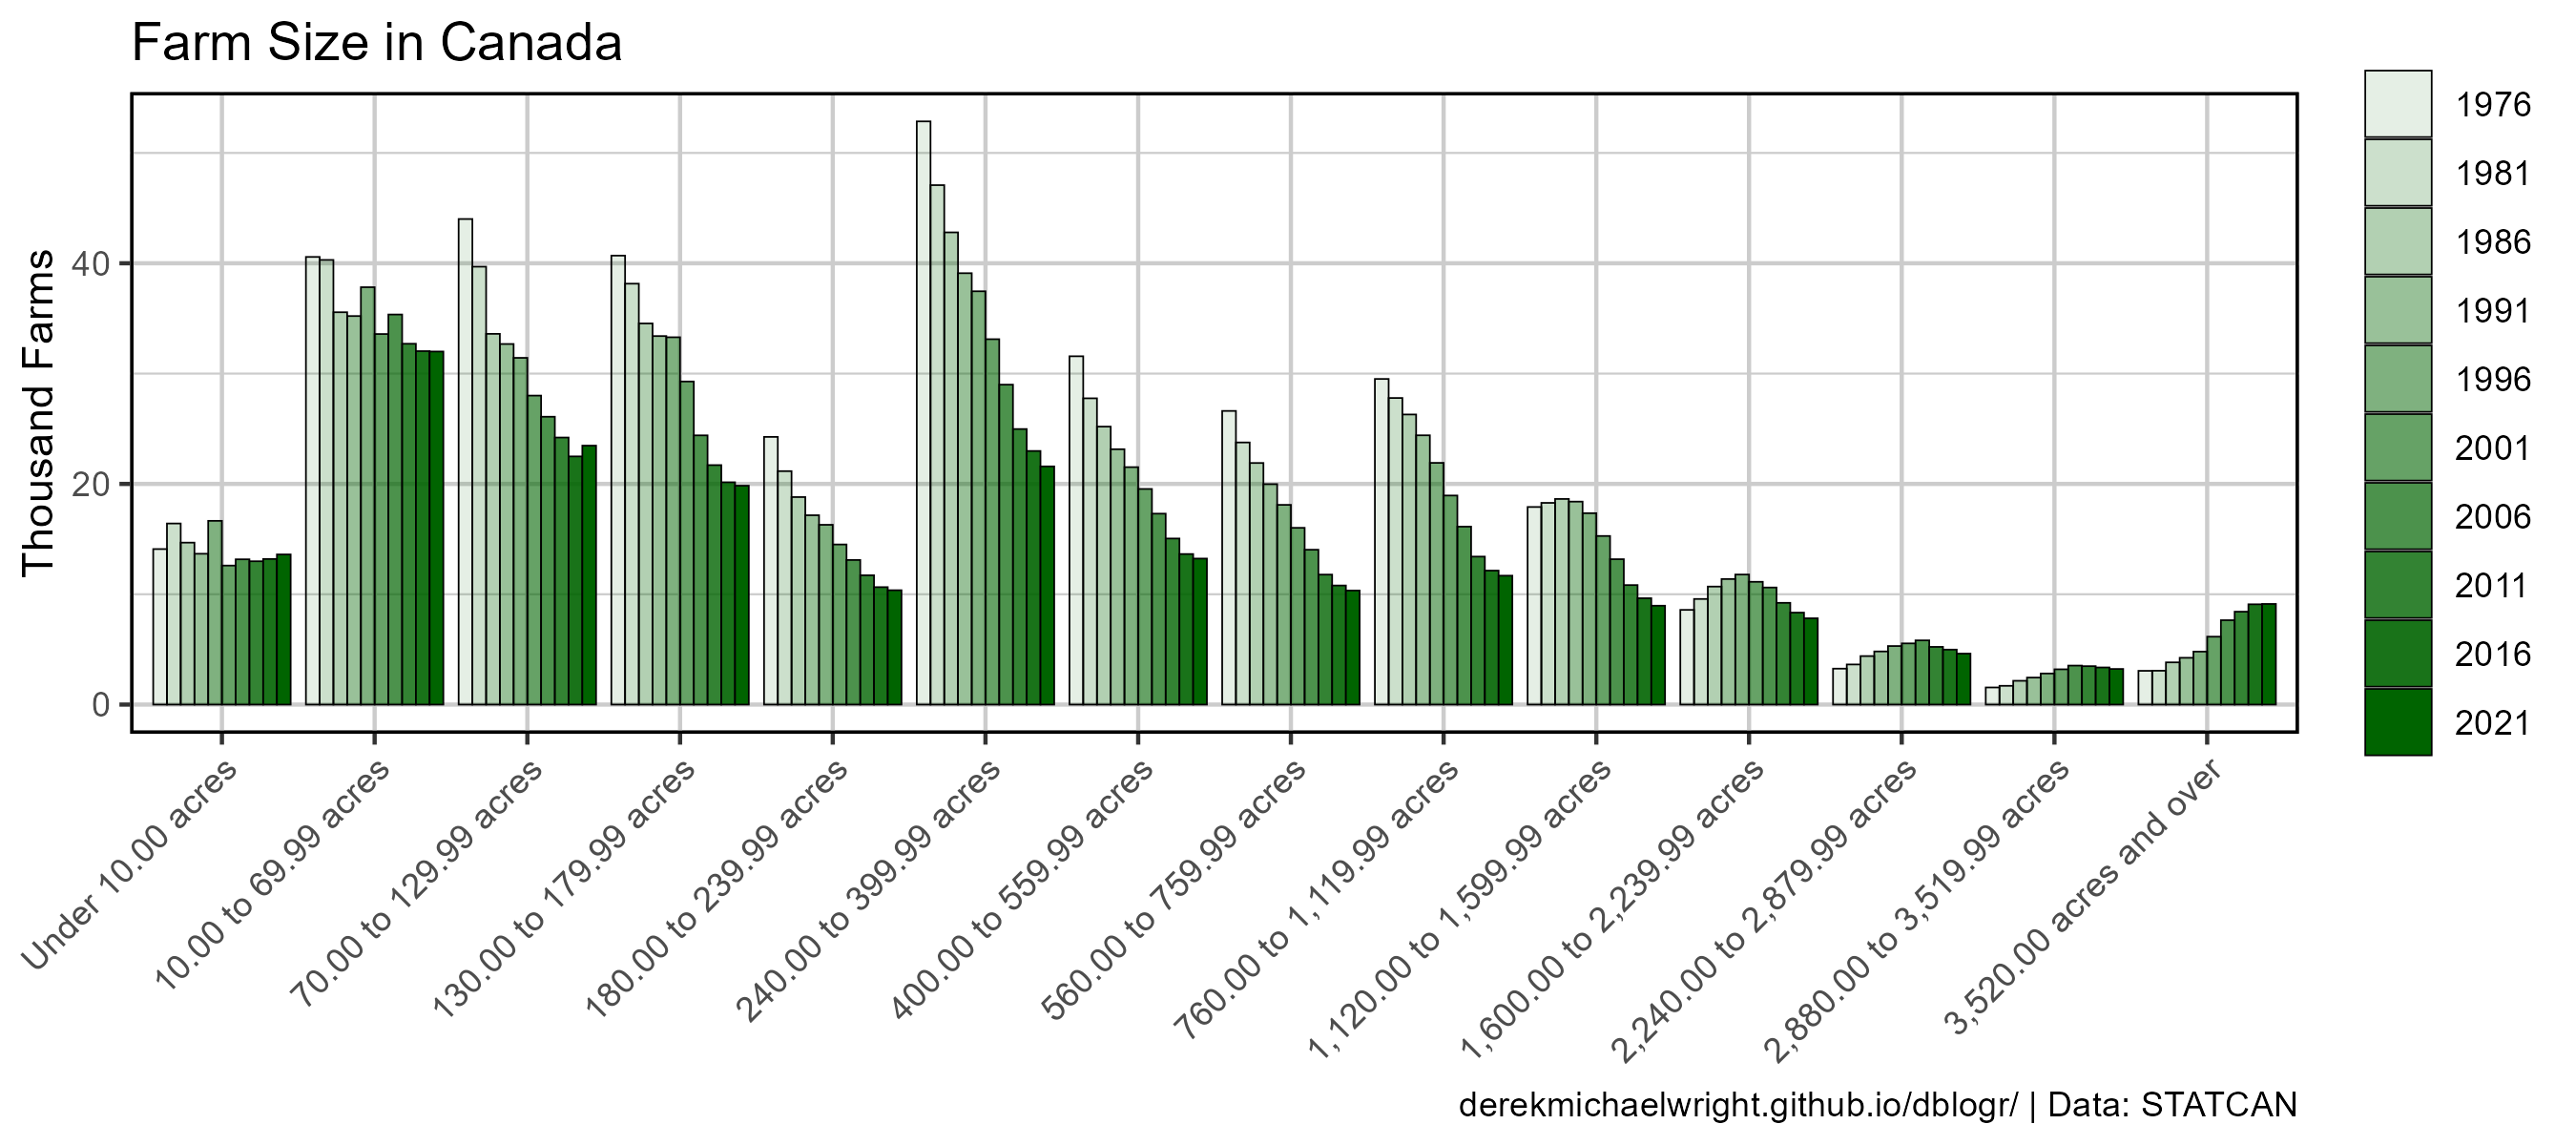 Farm Size in Canada
Thousand Farms
40
20
0
Under 10.00 acres
10.00 to 69.99 acres
70.00 to 129.99 acres
130.00 to 179.99 acres
180.00 to 239.999 acres
240.00 to 399.99 acres
400.00 to 559.99 acres
560.00 to 759.99 acres
760.00 to 1,119.99 acres
1,120.00 to 1,599.99 acres
1,600.00 to 2,239.99 acres
2,240.00 to 2,879.99 acres
2,880.00 to 3,519.99 acres
3,520.00 acres and over
1976
1981
1986
1991
1996
2001
2006
2011
2016
2021
derekmichaelwright.github.io/dblogr/ | Data: STATCAN